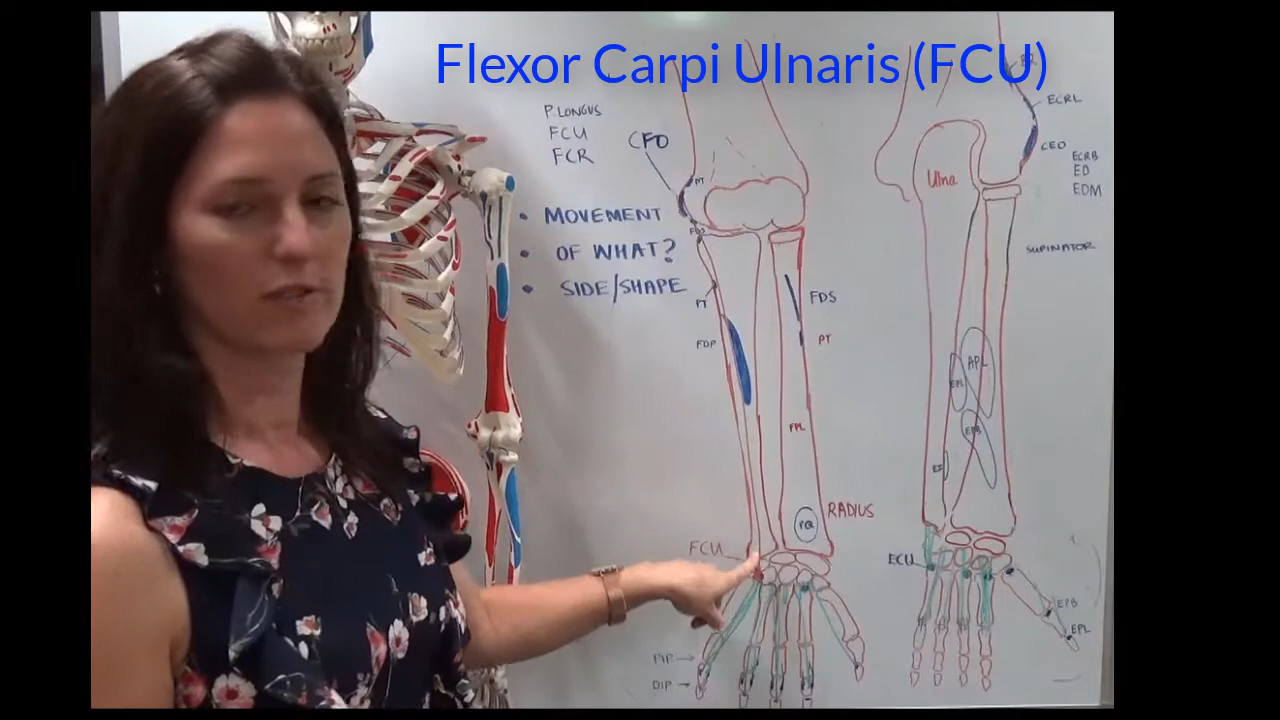 Flexor Carpi Ulnaris (FCU)
P. LONGUS
FCU
FCR
CFO
PT
ECRL
CEO
ECRB
ED
EDM
Ulna
• MOVEMENT
• OF WHAT?
• SIDE/SHAPE
FDS
SUPINATOR
PT
FDS
FDP
PT
APL
EPL
EPB
FPL
EI
PQ
RADIUS
FCU
ECU
PIP
DIP
EPB
EPL